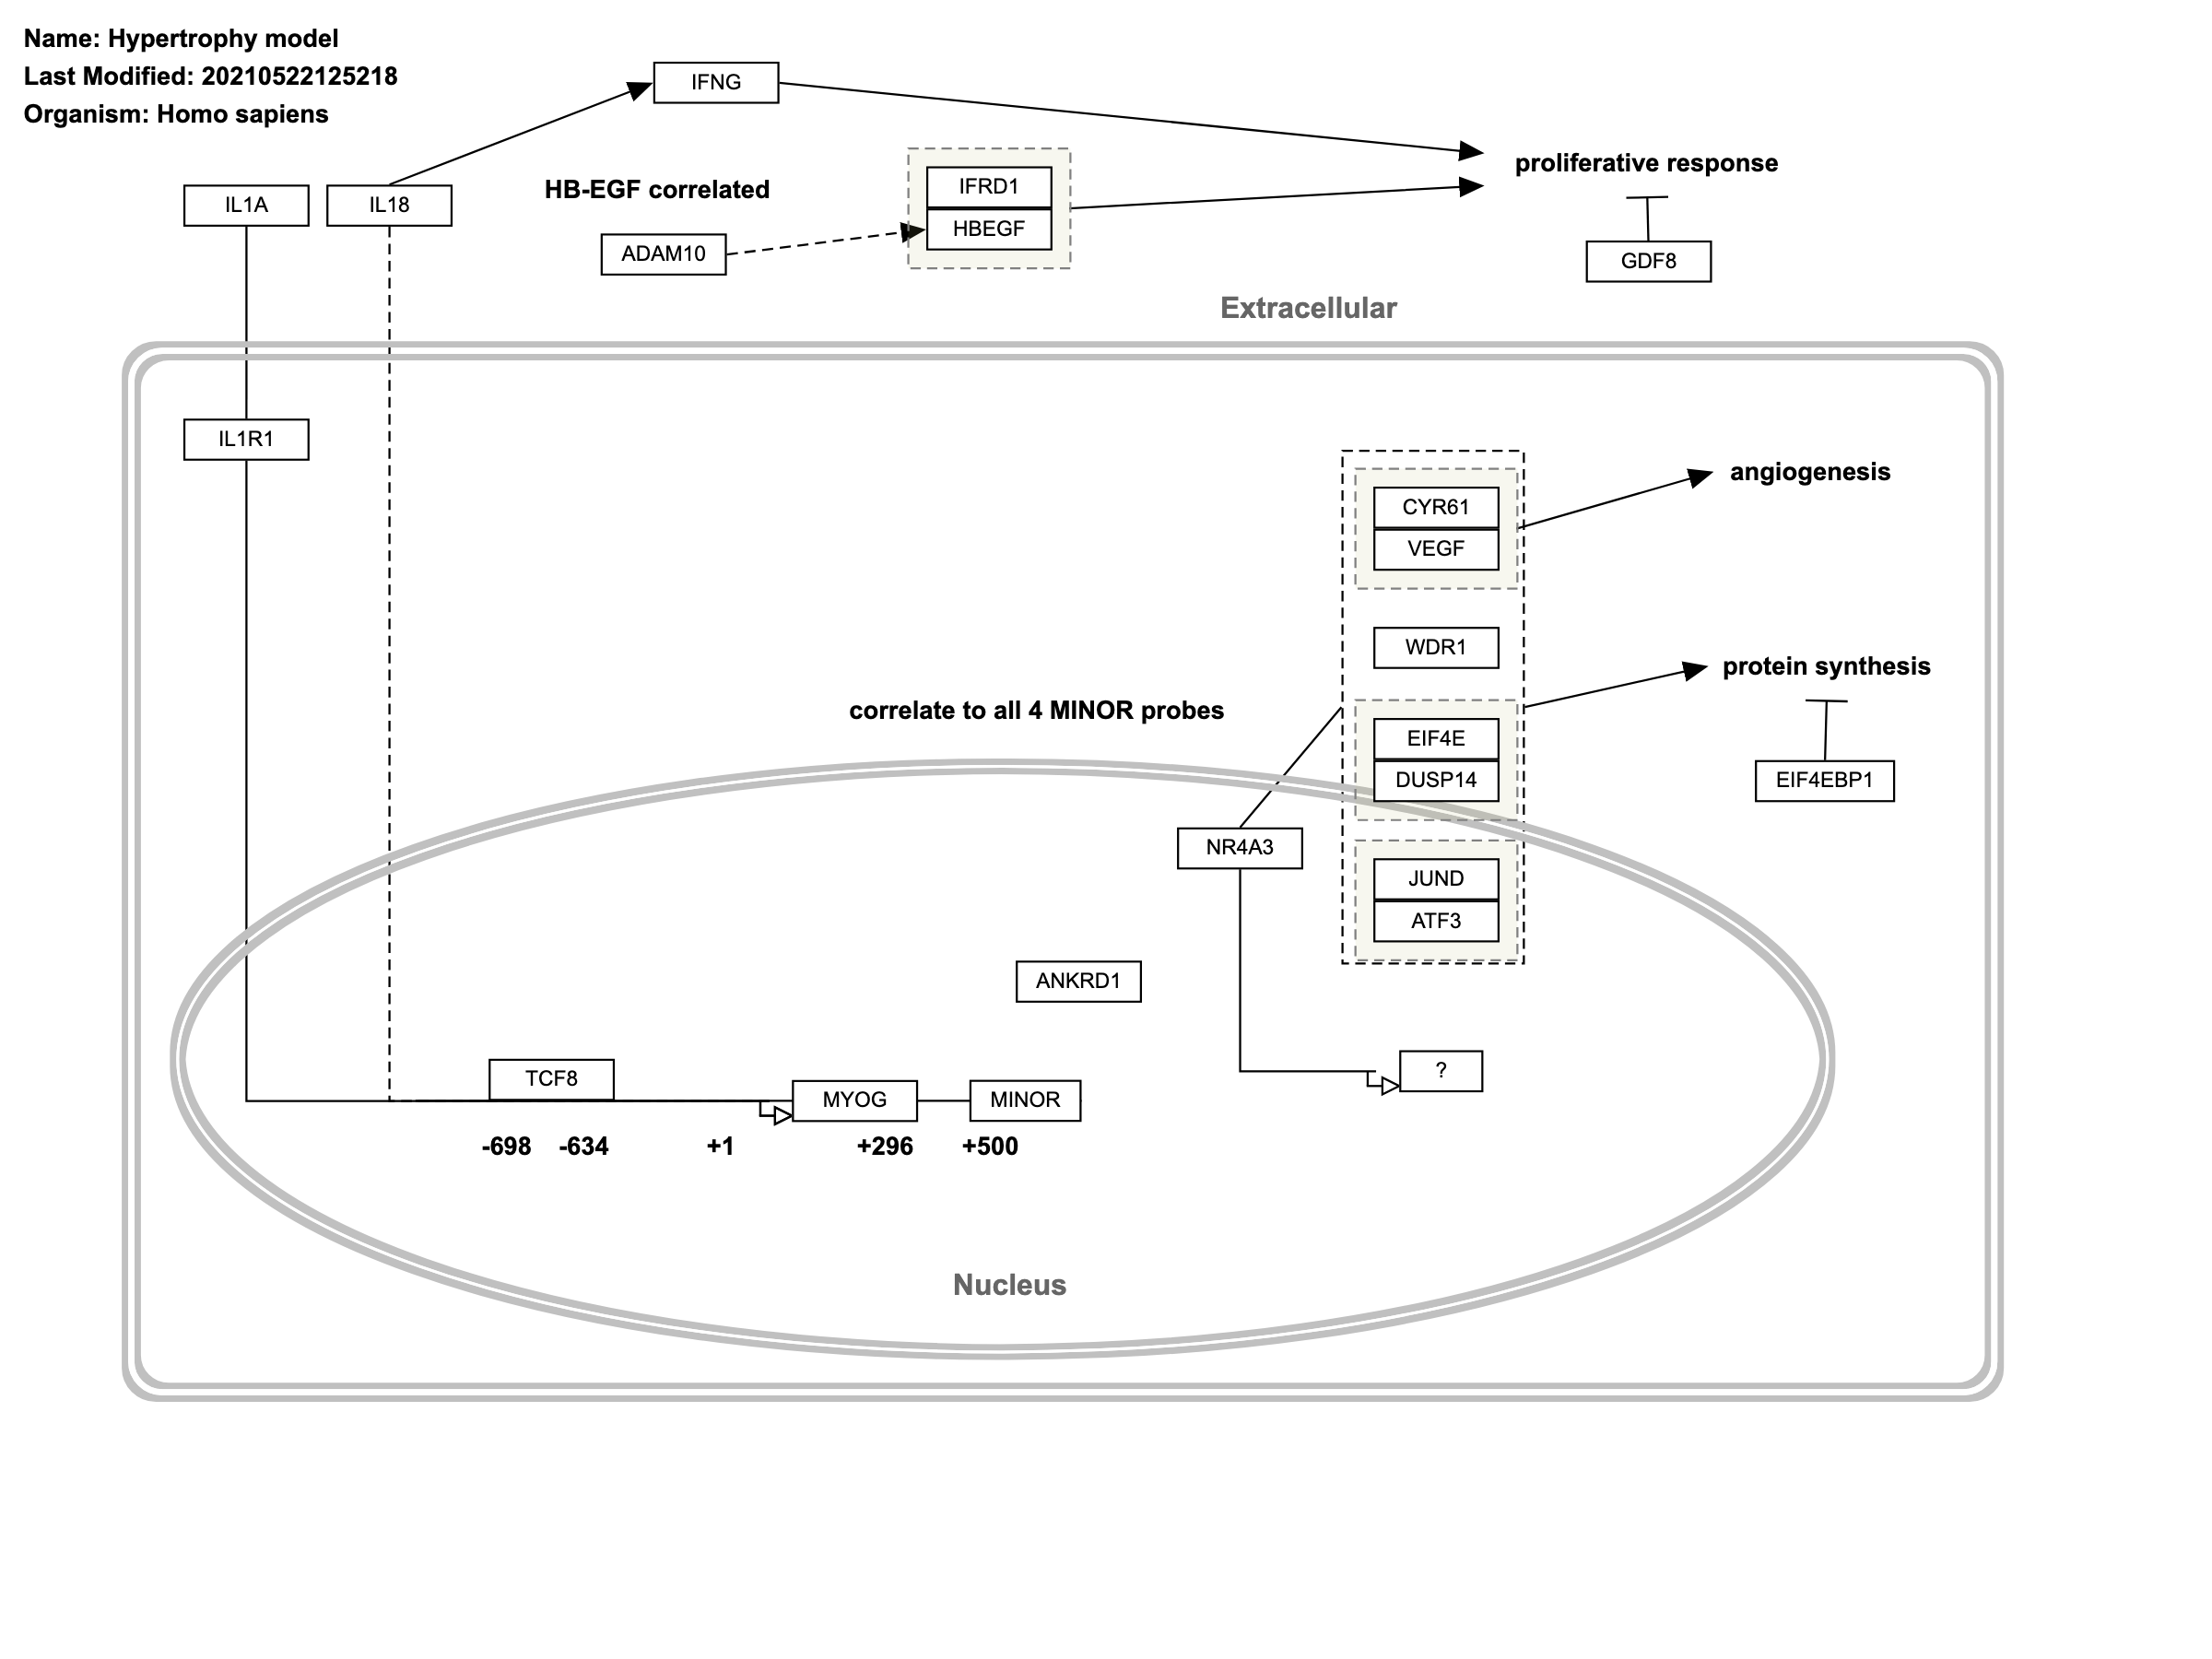 Name: Hypertrophy model
Last Modified: 20210522125218
Organism: Homo sapiens
IFNG
proliferative response
HB-EGF correlated
IFRD1
HBEGF
IL1A
IL18
ADAM10
GDF8
Extracellular
IL1R1
CYR61
VEGF
angiogenesis
WDR1
protein synthesis
correlate to all 4 MINOR probes
EIF4E
DUSP14
EIF4EBP1
NR4A3
JUND
ATF3
ANKRD1
?
TCF8
MYOG
MINOR
-698 -634 +1 +296 +500
Nucleus